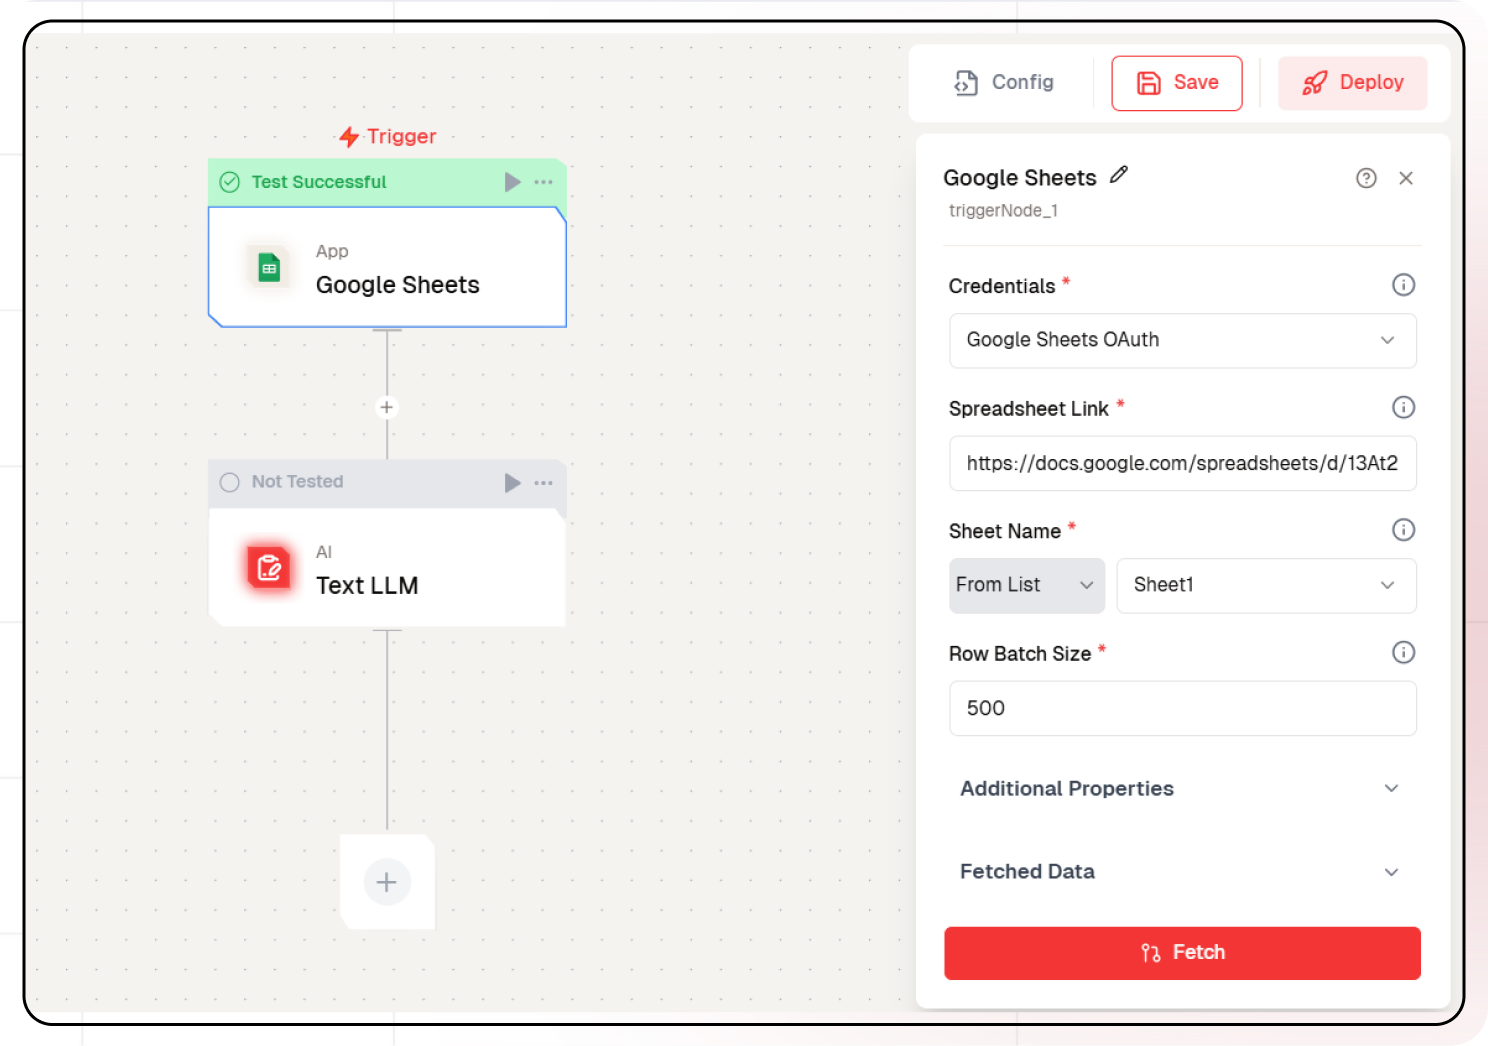 Config
Save
Deploy
Trigger
Test Successful
App
Google Sheets
Not Tested
AI
Text LLM
Google Sheets
triggerNode_1
Credentials *
Google Sheets OAuth
Spreadsheet Link *
https://docs.google.com/spreadsheets/d/13At2
Sheet Name *
From List
Sheet1
Row Batch Size *
500
Additional Properties
Fetched Data
Fetch